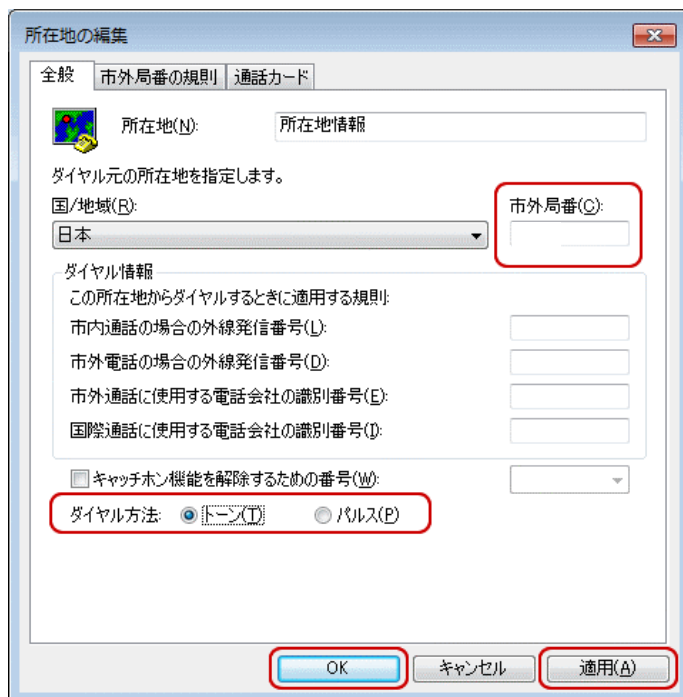 所在地の編集
全般 市外局番の規則 通話カード
所在地(N): 所在地情報
ダイヤル元の所在地を指定します。
国/地域(R): 市外局番(C):
日本
ダイヤル情報
この所在地からダイヤルするときに適用する規則:
市内通話の場合の外線発信番号(L):
市外電話の場合の外線発信番号(D):
市外通話に使用する電話会社の識別番号(E):
国際通話に使用する電話会社の識別番号(I):
キャッチホン機能を解除するための番号(W):
ダイヤル方法: トーン(T) パルス(P)
OK キャンセル 適用(A)